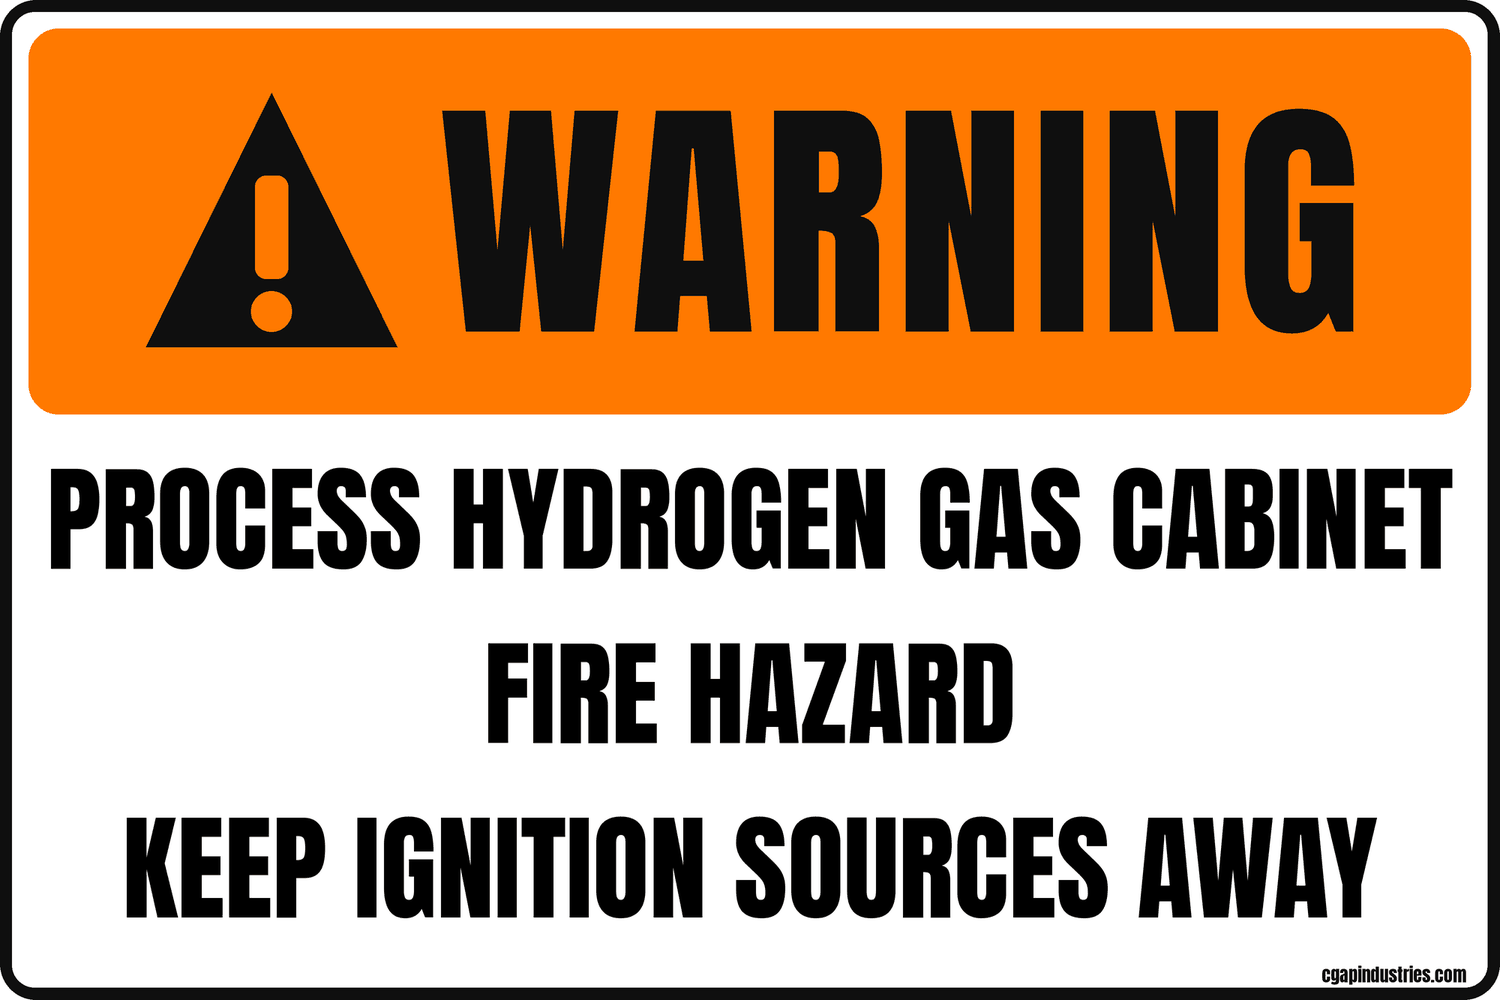 WARNING
PROCESS HYDROGEN GAS CABINET
FIRE HAZARD
KEEP IGNITION SOURCES AWAY
cgapindustries.com